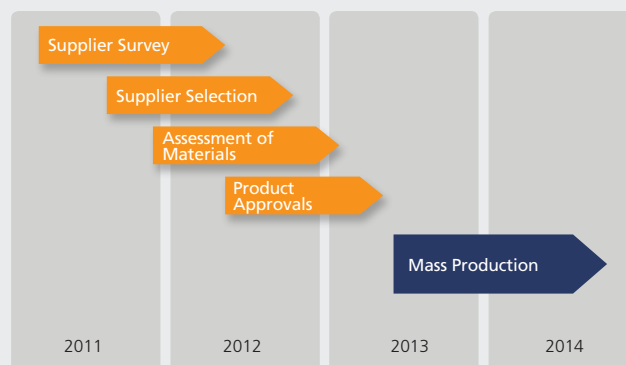 Supplier Survey
Supplier Selection
Assessment of
Materials
Product
Approvals
Mass Production
2011
2012
2013
2014